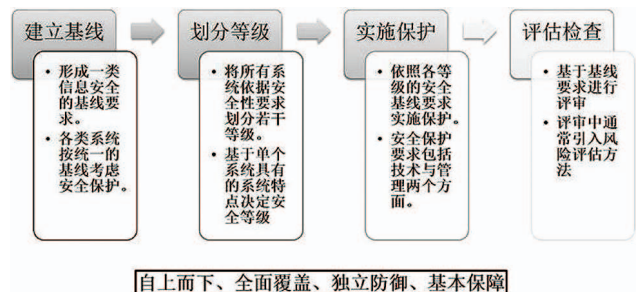 建立基线
划分等级
实施保护
评估检查
• 形成一类
信息安全
的基线要
求。
• 各类系统
按统一的
基线考虑
安全保护。
• 将所有系
统依据安
全性要求
划分若干
等级。
• 基于单个
系统具有
的系统特
点决定安
全等级
• 依照各等
级的安全
基线要求
实施保护。
• 安全保护
要求包括
技术与管
理两个方
面。
• 基于基线
要求进行
评审
• 评审中通
常引入风
险评估方
法
自上而下、全面覆盖、独立防御、基本保障